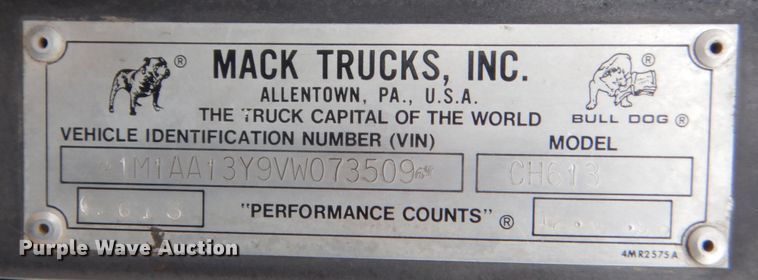 MACK TRUCKS, INC.
ALLENTOWN, PA., U.S.A.
THE TRUCK CAPITAL OF THE WORLD
BULL DOG ®
VEHICLE IDENTIFICATION NUMBER (VIN)
MODEL
1M1AA13Y9VW073509
CH613
"PERFORMANCE COUNTS" ®
4MR2575A
Purple Wave Auction